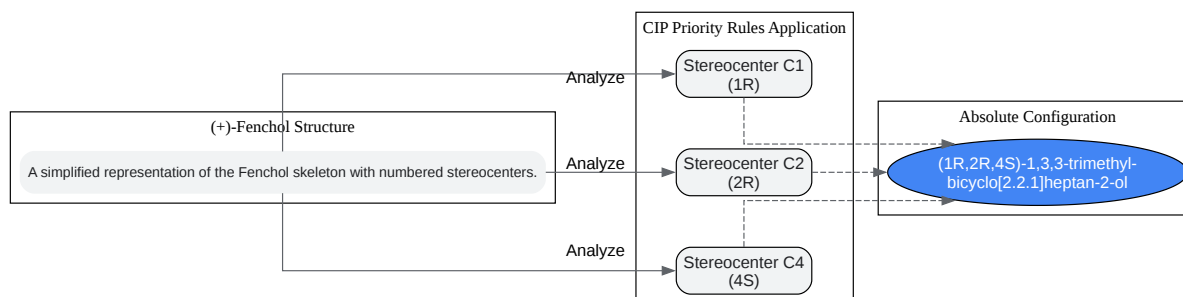 CIP Priority Rules Application
Stereocenter C1
(1R)
Analyze
(+)-Fenchol Structure
A simplified representation of the Fenchol skeleton with numbered stereocenters.
Analyze
Stereocenter C2
(2R)
Absolute Configuration
(1R,2R,4S)-1,3,3-trimethyl-
bicyclo[2.2.1]heptan-2-ol
Analyze
Stereocenter C4
(4S)